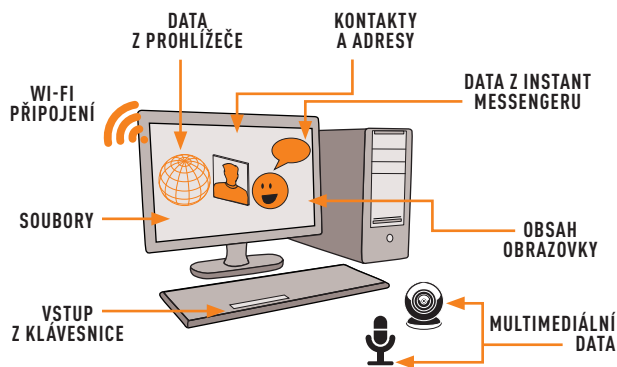 DATA
Z PROHLÍŽEČE
KONTAKTY
A ADRESY
DATA Z INSTANT
MESSENGERU
WI-FI
PŘIPOJENÍ
SOUBORY
OBSAH
OBRAZOVKY
VSTUP
Z KLÁVESNICE
MULTIMEDIÁLNÍ
DATA